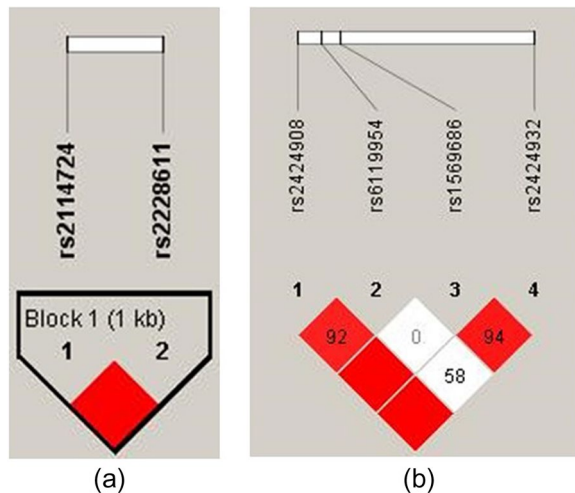 rs2114724
rs2228611
Block 1 (1 kb)
1 2
(a)
rs2424908
rs6119954
rs1569686
rs2424932
1 2 3 4
92 0 94
58
(b)